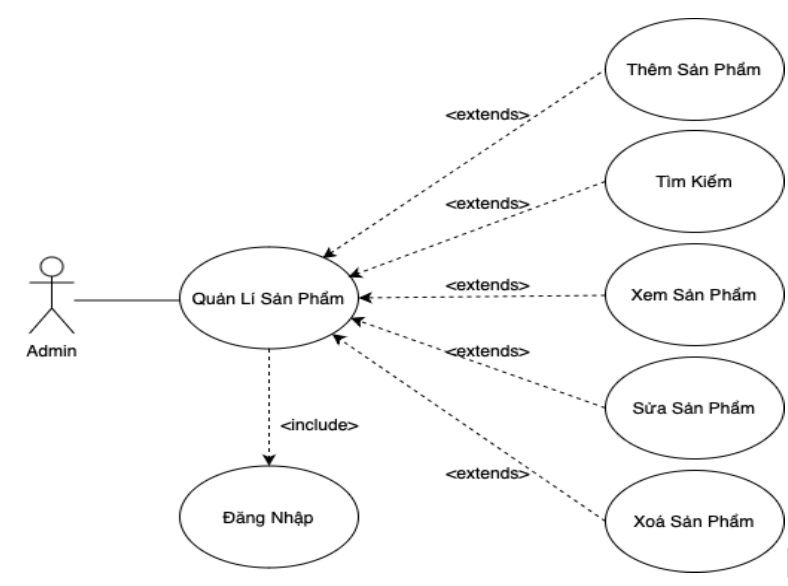 Thêm Sản Phẩm
<extends>
Tìm Kiếm
<extends>
Quản Lí Sản Phẩm
<extends>
Xem Sản Phẩm
Admin
<extends>
Sửa Sản Phẩm
<include>
<extends>
Đăng Nhập
Xoá Sản Phẩm